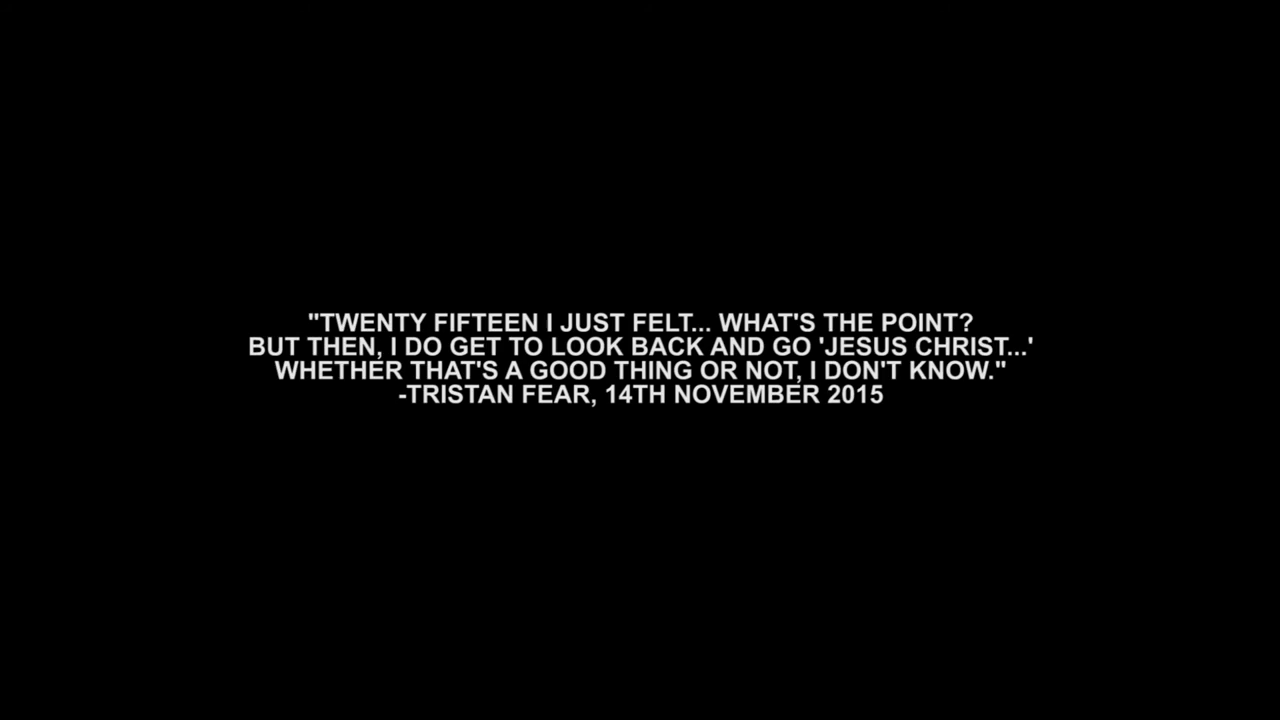 "TWENTY FIFTEEN I JUST FELT... WHAT'S THE POINT?
BUT THEN, I DO GET TO LOOK BACK AND GO 'JESUS CHRIST...'
WHETHER THAT'S A GOOD THING OR NOT, I DON'T KNOW."
-TRISTAN FEAR, 14TH NOVEMBER 2015